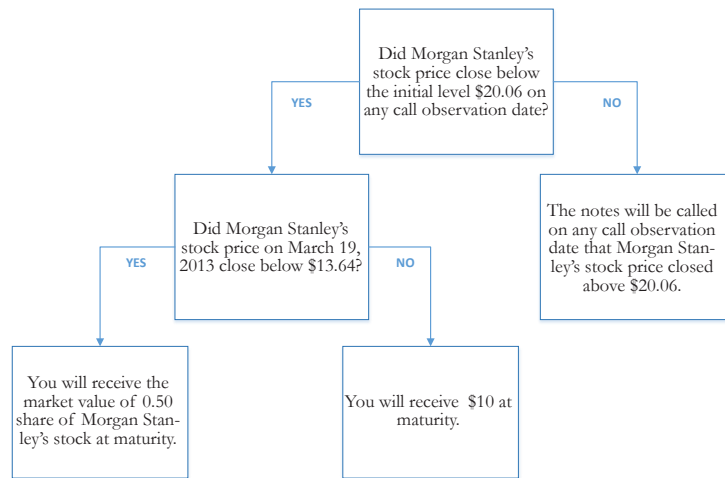 Did Morgan Stanley's
stock price close below
the initial level $20.06 on
any call observation date?
YES
NO
Did Morgan Stanley's
stock price on March 19,
2013 close below $13.64?
The notes will be called
on any call observation
date that Morgan Stan-
ley's stock price closed
above $20.06.
YES
NO
You will receive the
market value of 0.50
share of Morgan Stan-
ley's stock at maturity.
You will receive $10 at
maturity.